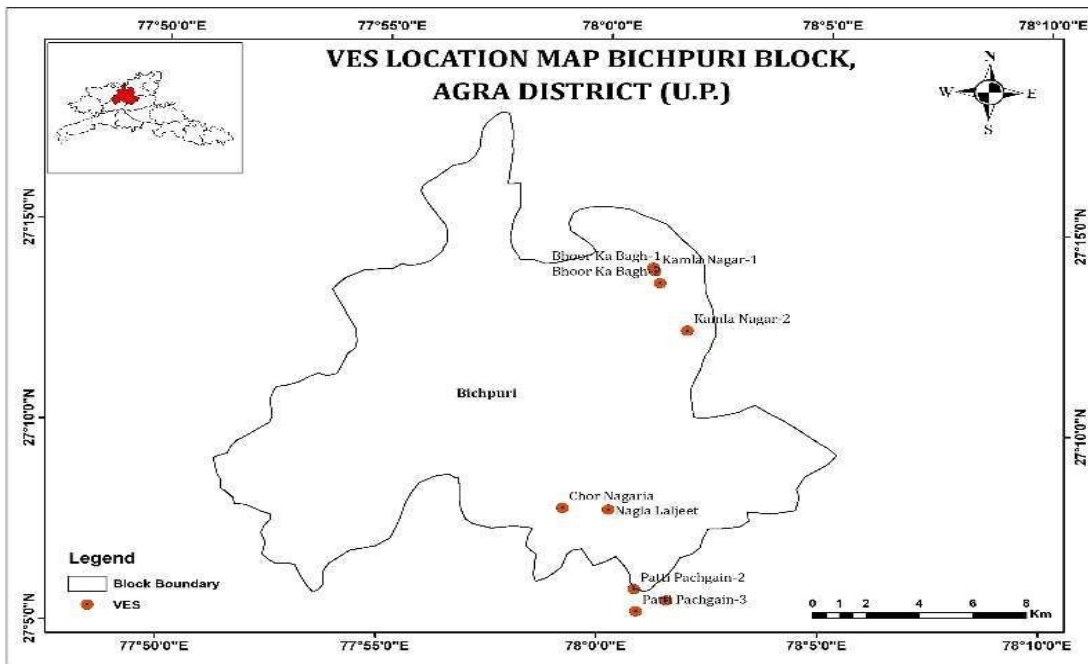 77°50'0"E 77°55'0"E 78°0'0"E 78°5'0"E 78°10'0"E
VES LOCATION MAP BICHPURI BLOCK,
AGRA DISTRICT (U.P.)
N
W E
S
27°15'0"N 27°15'0"N
Bhoor Ka Bagh-1 Kamla Nagar-1
Bhoor Ka Bagh-
Kamla Nagar-2
Bichpuri
27°10'0"N 27°10'0"N
Chor Nagaria
Nagla Laljeet
Legend
Block Boundary
VES
Patti Pachgain-2
Patti Pachgain-3
0 0.5 1 2 4 6 8
Km
27°5'0"N 27°5'0"N
77°50'0"E 77°55'0"E 78°0'0"E 78°5'0"E 78°10'0"E